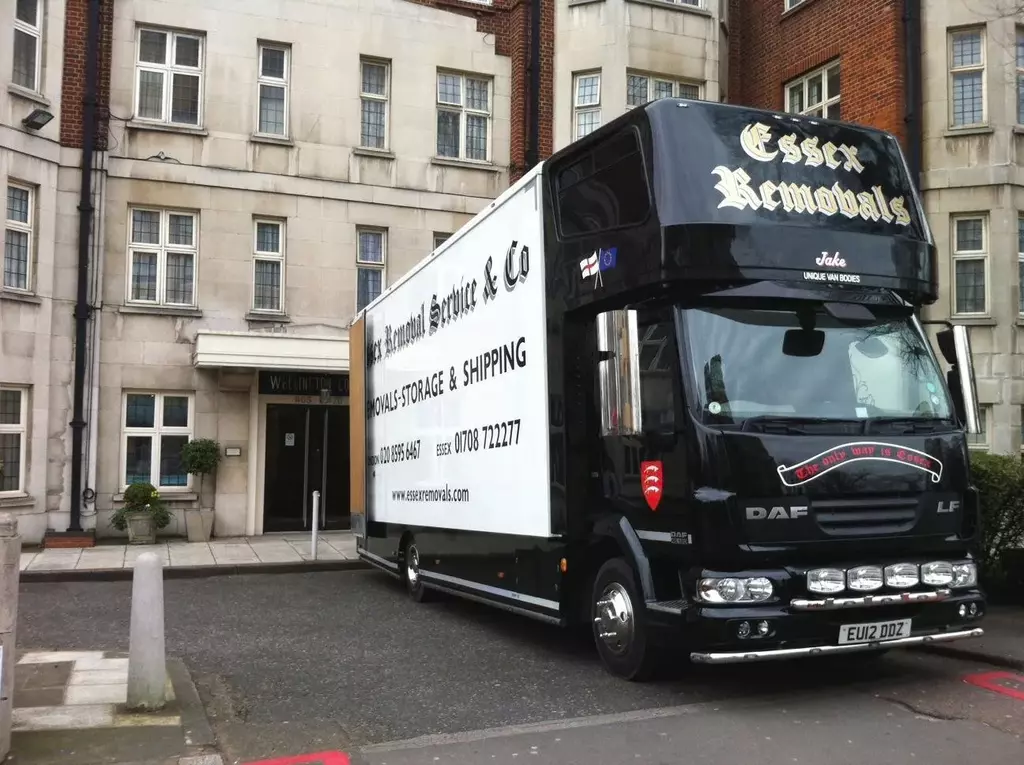 Essex
Removals
Jake
UNIQUE VAN BODIES
Removal Service & Co
STORAGE & SHIPPING
020 8595 6467 ESSEX 01708 722277
www.essexremovals.com
The only way is Essex
DAF
LF
EU12 DDZ